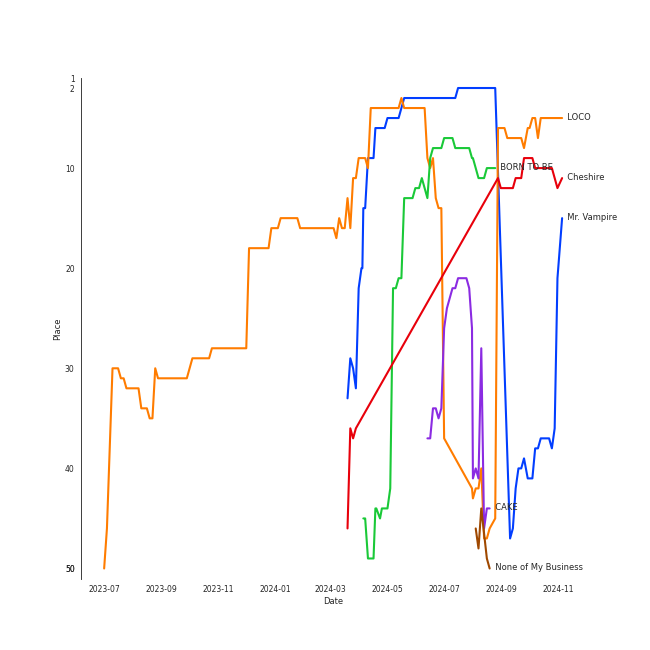 1
2
10
20
30
40
50
Place
LOCO
BORN TO BE
Cheshire
Mr. Vampire
CAKE
None of My Business
2023-07
2023-09
2023-11
2024-01
2024-03
2024-05
2024-07
2024-09
2024-11
Date